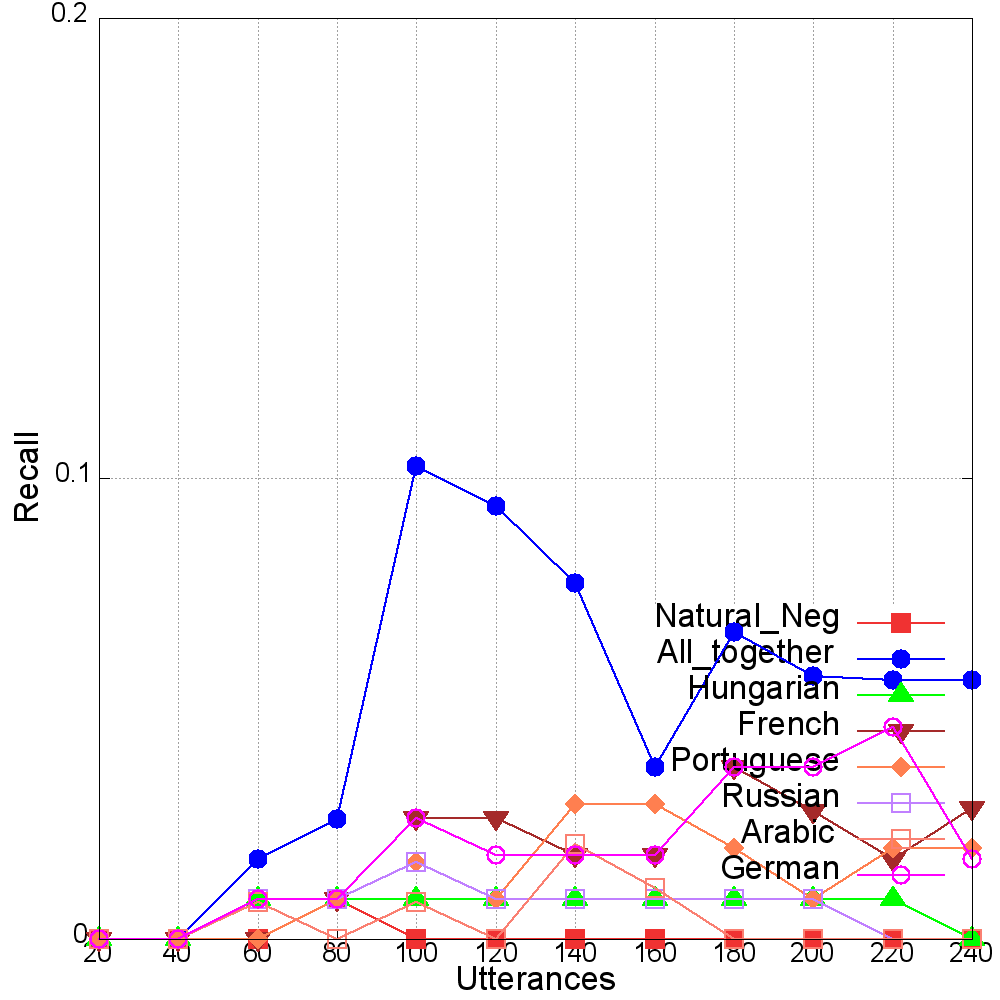 0.2
0.1
0
Recall
Natural_Neg
All_together
Hungarian
French
Portuguese
Russian
Arabic
German
20 40 60 80 100 120 140 160 180 200 220 240
Utterances